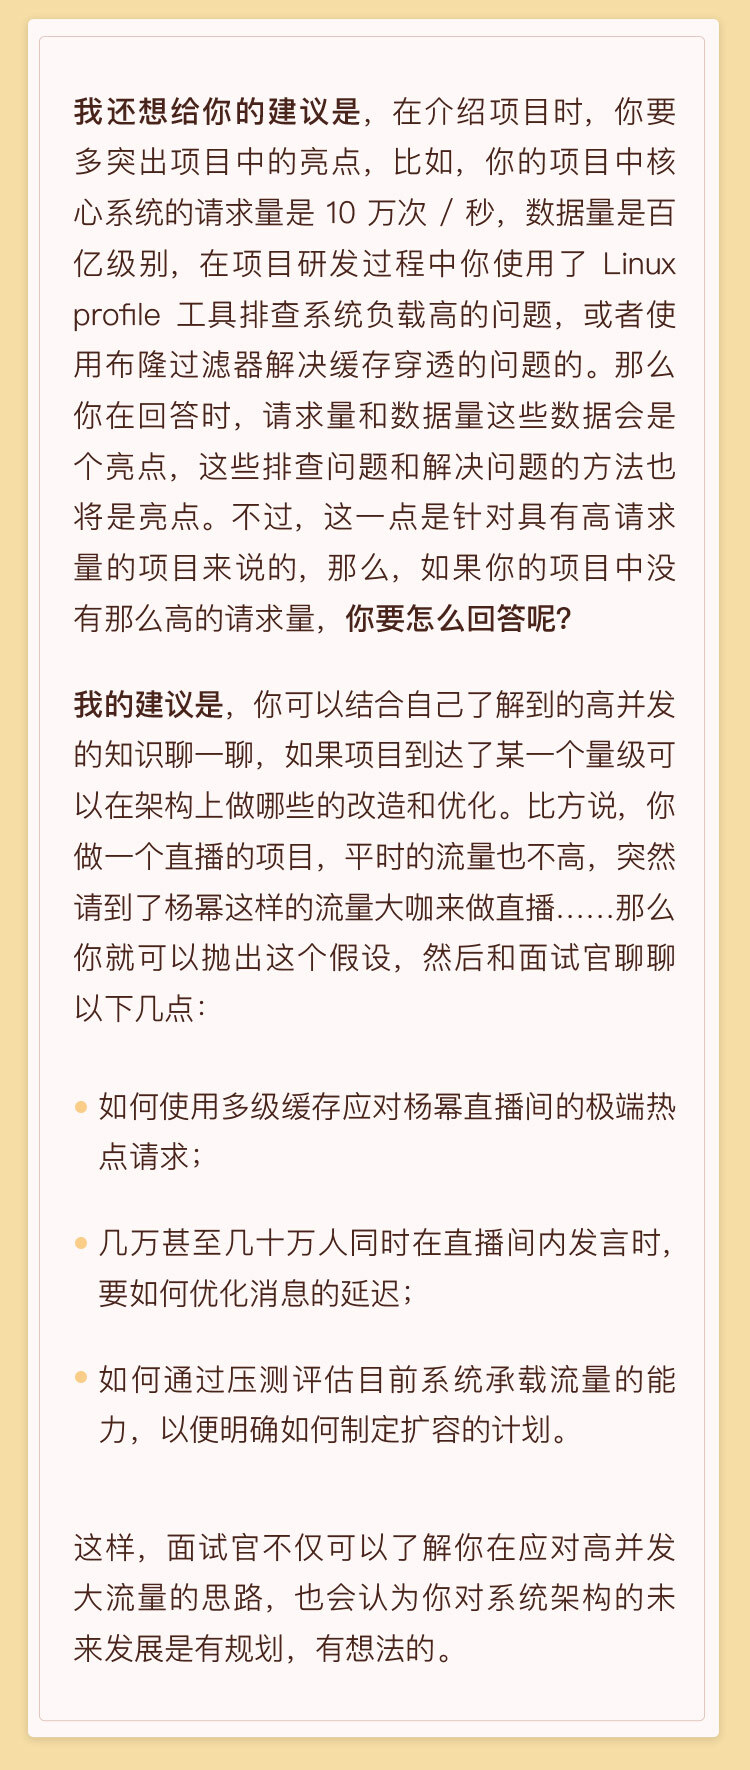 我还想给你的建议是，在介绍项目时，你要
多突出项目中的亮点，比如，你的项目中核
心系统的请求量是 10 万次 / 秒，数据量是百
亿级别，在项目研发过程中你使用了 Linux
profile 工具排查系统负载高的问题，或者使
用布隆过滤器解决缓存穿透的问题的。那么
你在回答时，请求量和数据量这些数据会是
个亮点，这些排查问题和解决问题的方法也
将是亮点。不过，这一点是针对具有高请求
量的项目来说的，那么，如果你的项目中没
有那么高的请求量，你要怎么回答呢？
我的建议是，你可以结合自己了解到的高并发
的知识聊一聊，如果项目到达了某一个量级可
以在架构上做哪些的改造和优化。比方说，你
做一个直播的项目，平时的流量也不高，突然
请到了杨幂这样的流量大咖来做直播……那么
你就可以抛出这个假设，然后和面试官聊聊
以下几点：
如何使用多级缓存应对杨幂直播间的极端热
点请求；
几万甚至几十万人同时在直播间内发言时，
要如何优化消息的延迟；
如何通过压测评估目前系统承载流量的能
力，以便明确如何制定扩容的计划。
这样，面试官不仅可以了解你在应对高并发
大流量的思路，也会认为你对系统架构的未
来发展是有规划，有想法的。